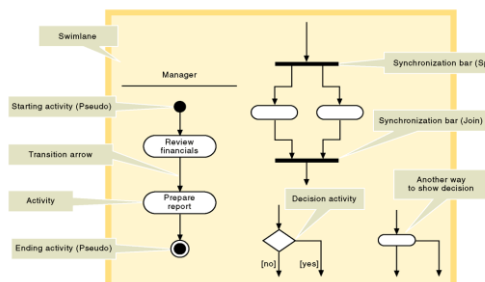 Swimlane
Manager
Starting activity (Pseudo)
Review
financials
Transition arrow
Activity
Prepare
report
Ending activity (Pseudo)
Synchronization bar (Sp
Synchronization bar (Join)
Decision activity
[no]
[yes]
Another way
to show decision